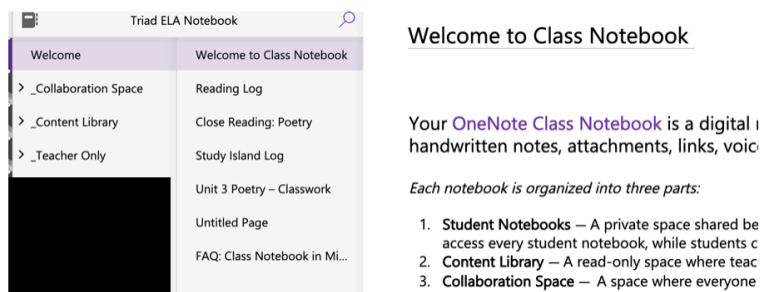 Triad ELA Notebook
Welcome
_Collaboration Space
_Content Library
_Teacher Only
Welcome to Class Notebook
Reading Log
Close Reading: Poetry
Study Island Log
Unit 3 Poetry – Classwork
Untitled Page
FAQ: Class Notebook in Mi...
Welcome to Class Notebook
Your OneNote Class Notebook is a digital
handwritten notes, attachments, links,
Each notebook is organized into three parts:
1. Student Notebooks — A private space shared
access every student notebook, while students
2. Content Library — A read-only space where
3. Collaboration Space — A space where everyone